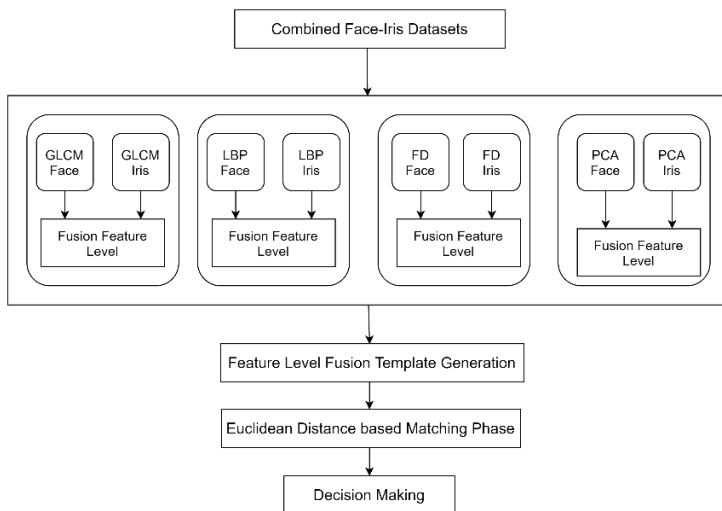 Combined Face-Iris Datasets
GLCM
Face
GLCM
Iris
Fusion Feature
Level
LBP
Face
LBP
Iris
Fusion Feature
Level
FD
Face
FD
Iris
Fusion Feature
Level
PCA
Face
PCA
Iris
Fusion Feature
Level
Feature Level Fusion Template Generation
Euclidean Distance based Matching Phase
Decision Making